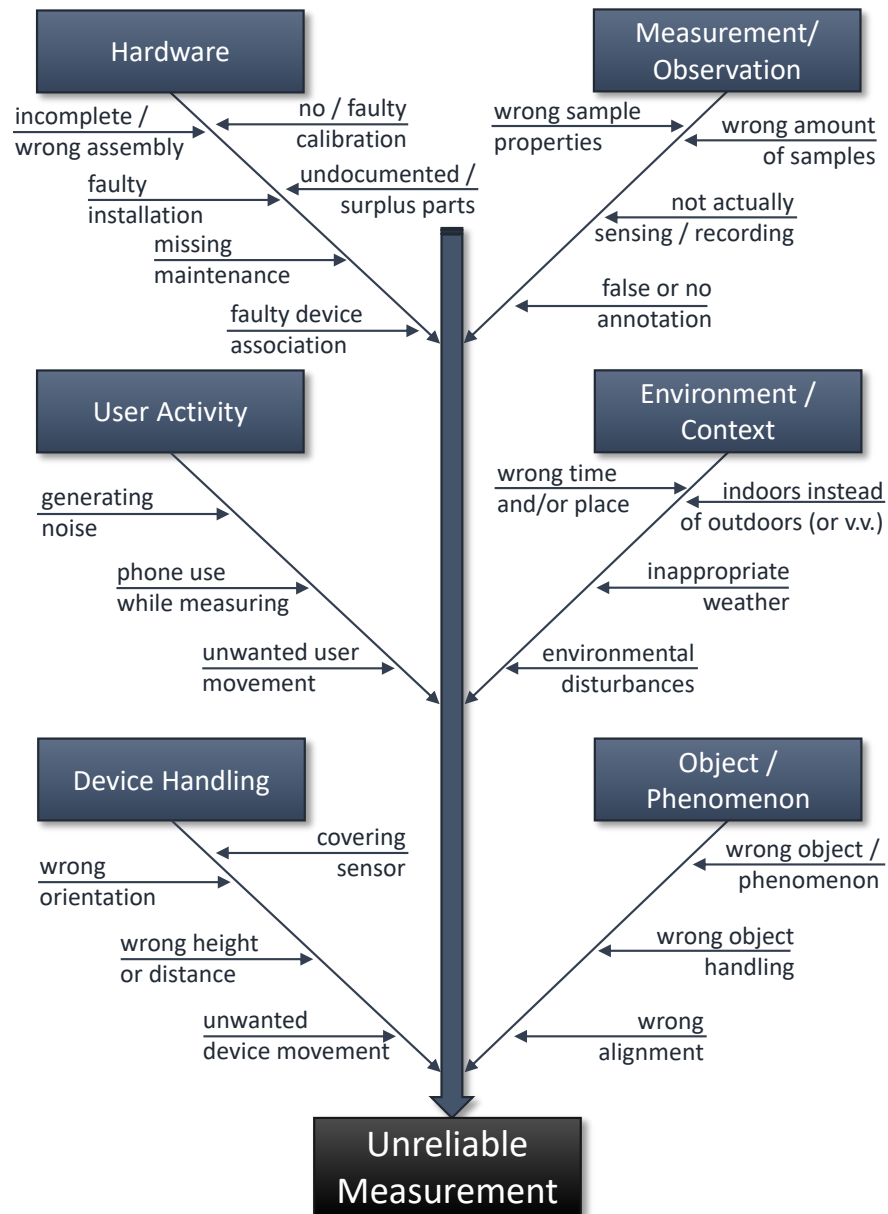 Hardware
incomplete /
wrong assembly
no / faulty
calibration
faulty
installation
undocumented /
surplus parts
missing
maintenance
faulty device
association
Measurement/
Observation
wrong sample
properties
wrong amount
of samples
not actually
sensing / recording
false or no
annotation
User Activity
generating
noise
phone use
while measuring
unwanted user
movement
Environment /
Context
wrong time
and/or place
indoors instead
of outdoors (or v.v.)
inappropriate
weather
environmental
disturbances
Device Handling
covering
sensor
wrong
orientation
wrong height
or distance
unwanted
device movement
Object /
Phenomenon
wrong object /
phenomenon
wrong object
handling
wrong
alignment
Unreliable
Measurement